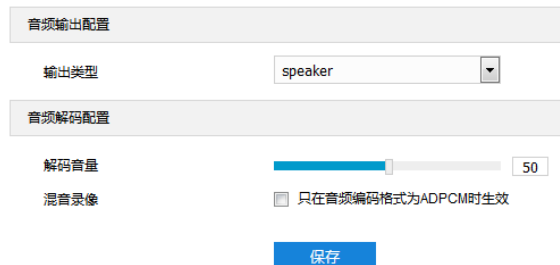 音频输出配置
输出类型 speaker
音频解码配置
解码音量 50
混音录像 只在音频编码格式为ADPCM时生效
保存